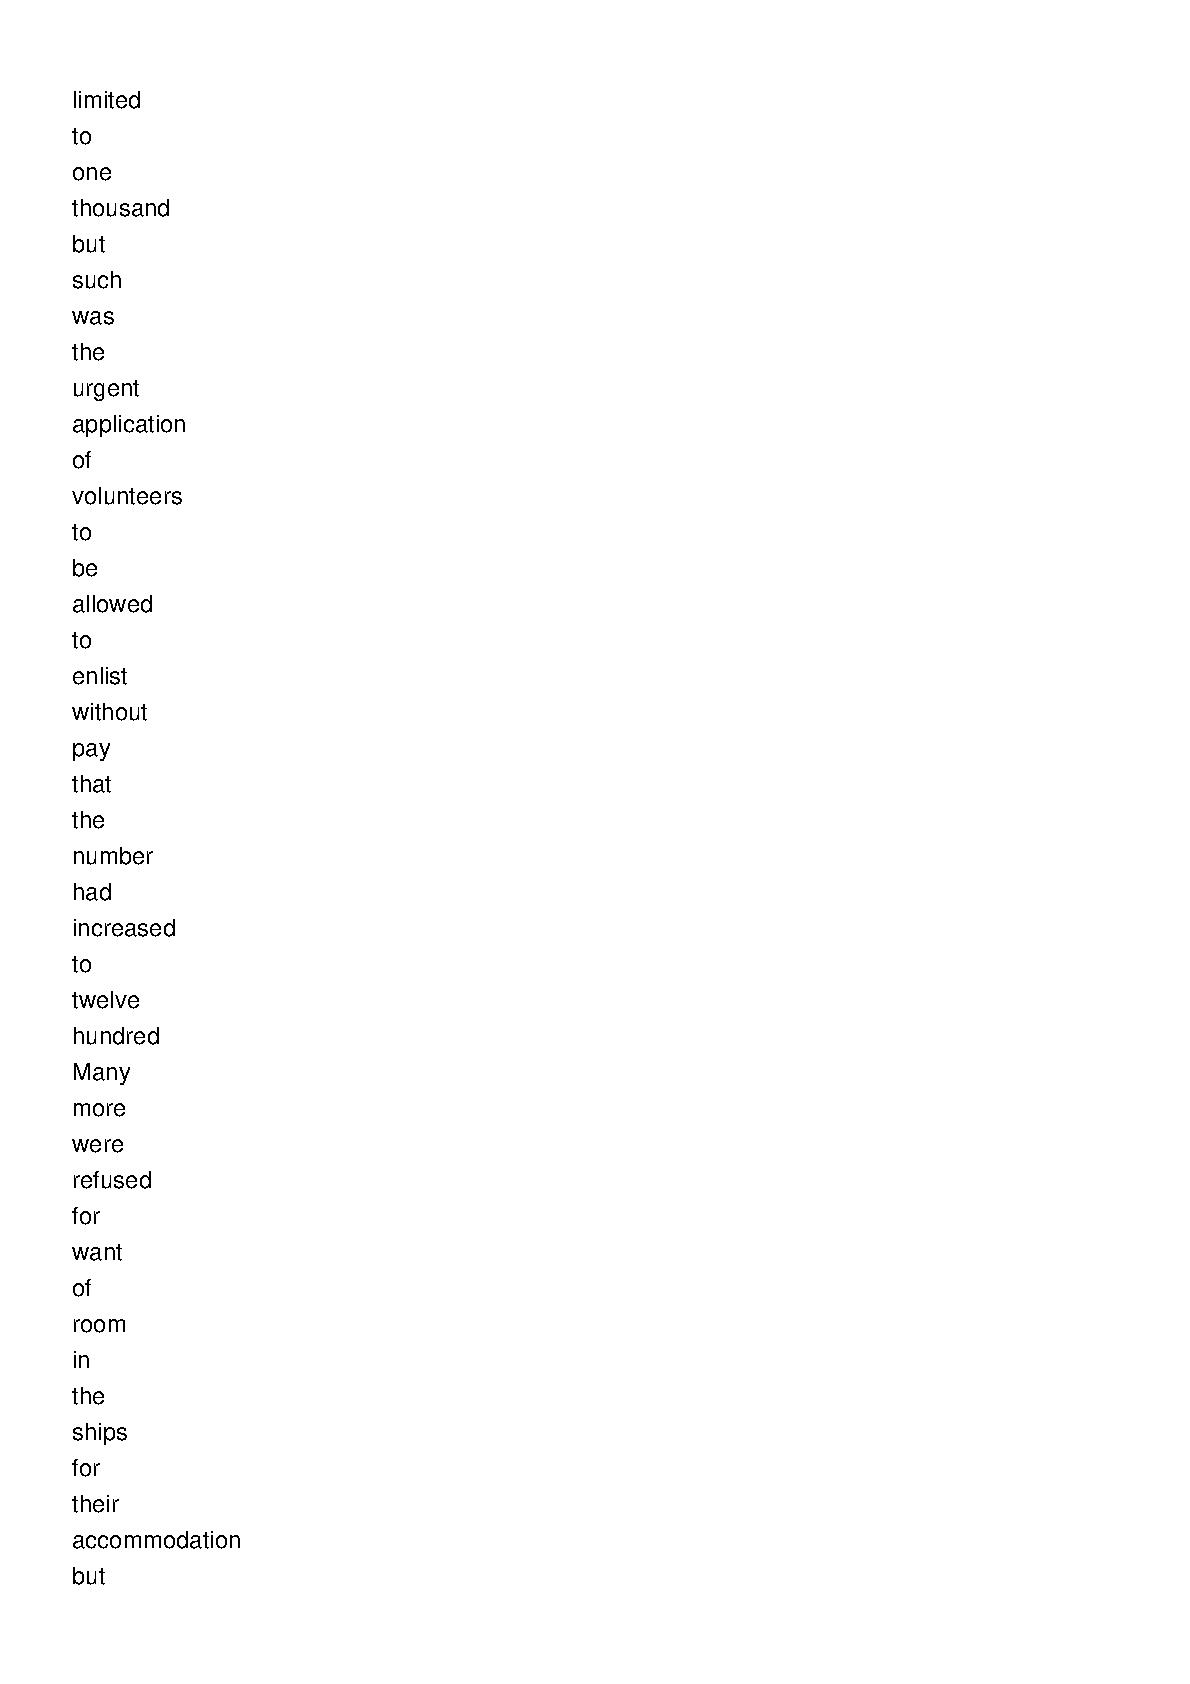 limited
to
one
thousand
but
such
was
the
urgent
application
of
volunteers
to
be
allowed
to
enlist
without
pay
that
the
number
had
increased
to
twelve
hundred
Many
more
were
refused
for
want
of
room
in
the
ships
for
their
accommodation
but